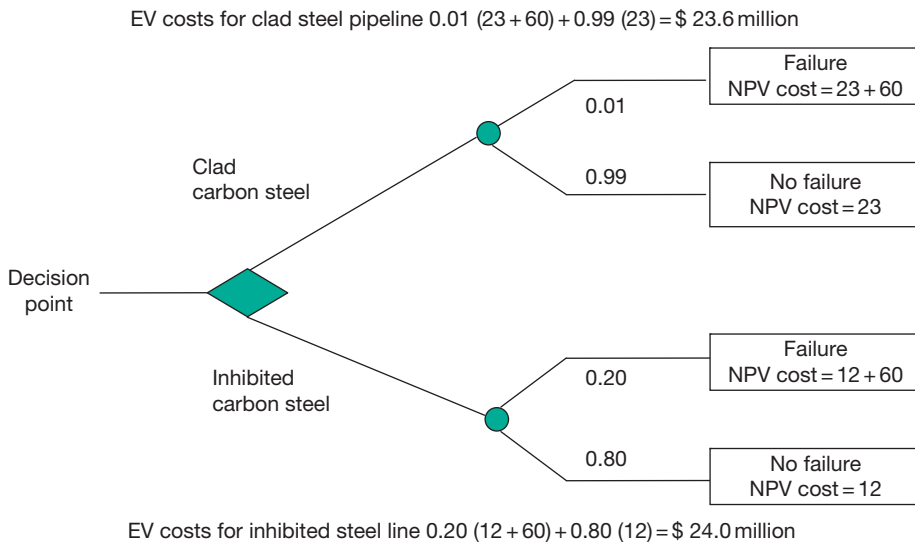 EV costs for clad steel pipeline 0.01 (23 + 60) + 0.99 (23) = $ 23.6 million
Failure
NPV cost = 23 + 60
0.01
Clad
carbon steel
0.99
No failure
NPV cost = 23
Decision
point
Inhibited
carbon steel
Failure
NPV cost = 12 + 60
0.20
0.80
No failure
NPV cost = 12
EV costs for inhibited steel line 0.20 (12 + 60) + 0.80 (12) = $ 24.0 million